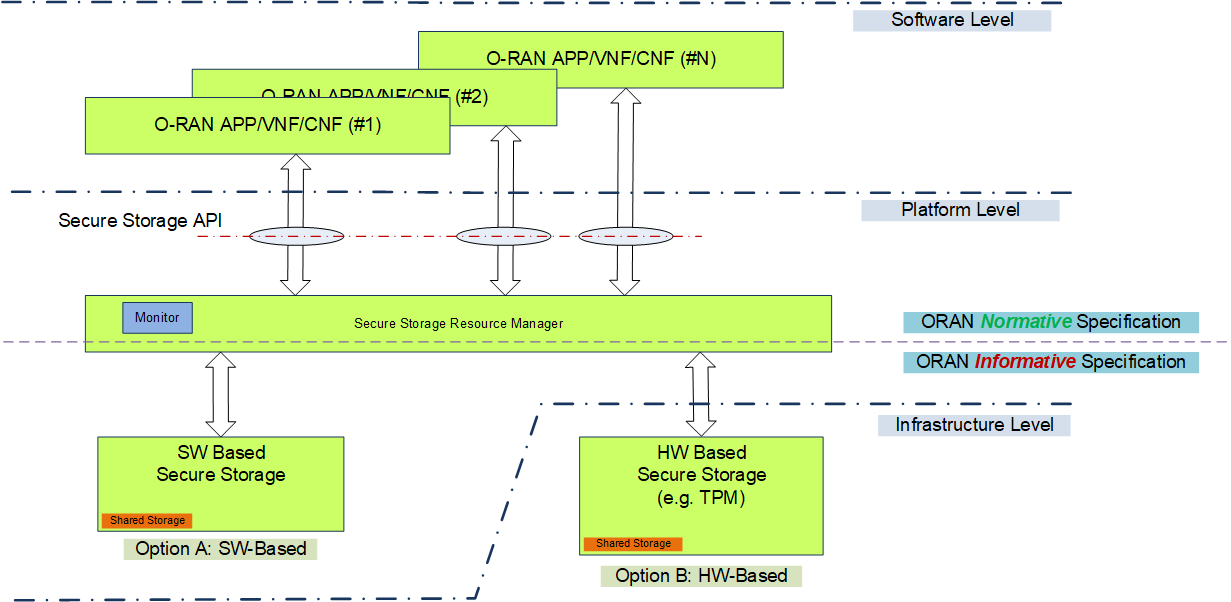 Software Level
O-RAN APP/VNF/CNF (#N)
O-RAN APP/VNF/CNF (#2)
O-RAN APP/VNF/CNF (#1)
Platform Level
Secure Storage API
Monitor
Secure Storage Resource Manager
ORAN Normative Specification
ORAN Informative Specification
Infrastructure Level
SW Based
Secure Storage
Shared Storage
Option A: SW-Based
HW Based
Secure Storage
(e.g. TPM)
Shared Storage
Option B: HW-Based